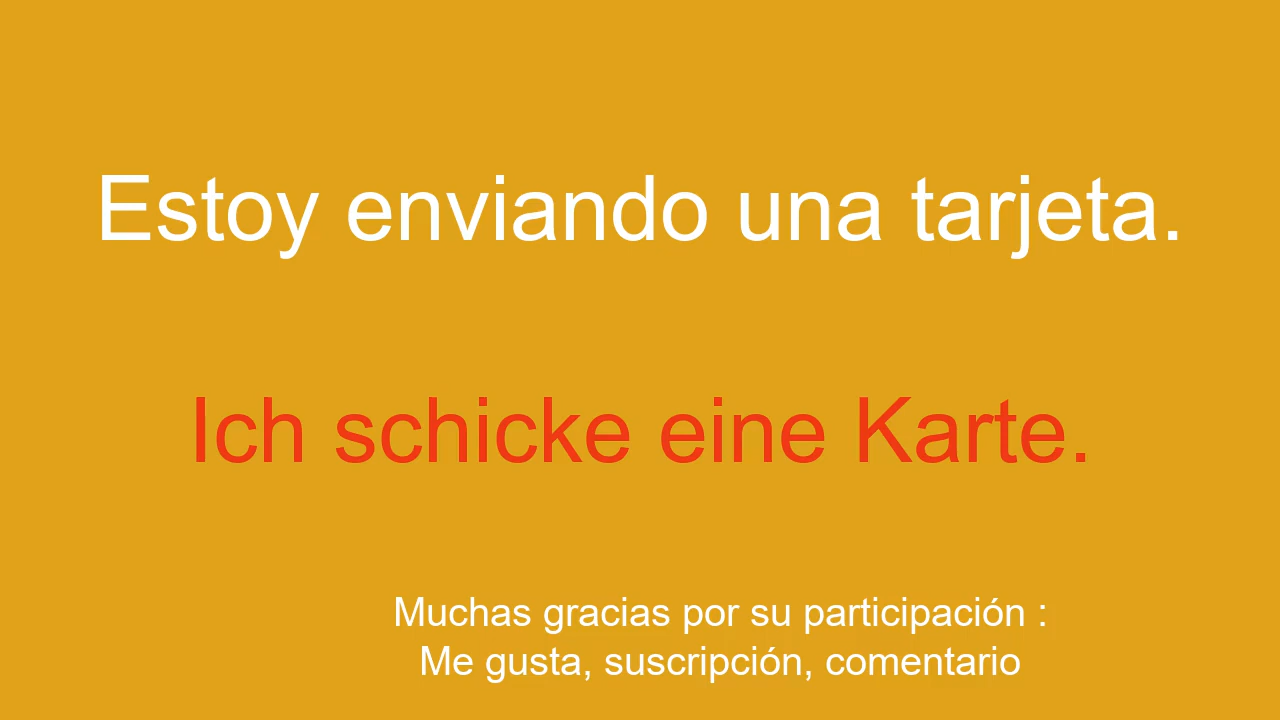 Estoy enviando una tarjeta.
Ich schicke eine Karte.
Muchas gracias por su participación :
Me gusta, suscripción, comentario